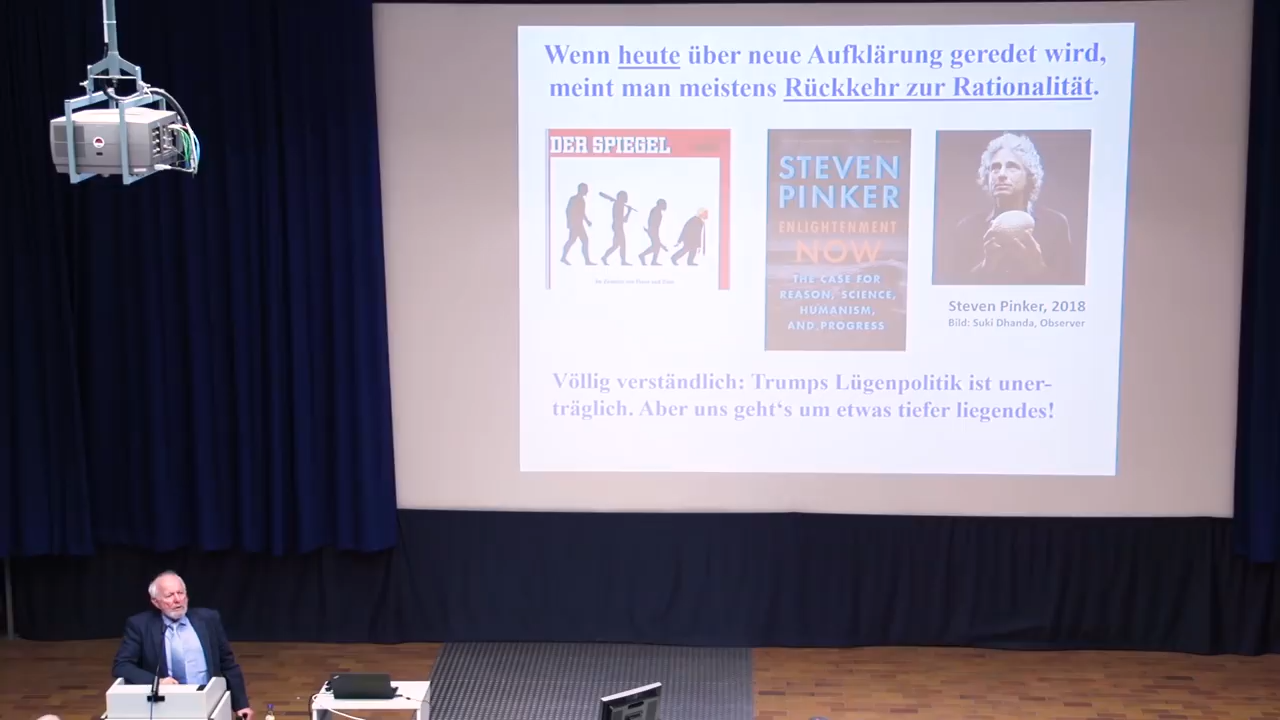 Wenn heute über neue Aufklärung geredet wird,
meint man meistens Rückkehr zur Rationalität.
DER SPIEGEL
STEVEN
PINKER
ENLIGHTENMENT
NOW
THE CASE FOR
REASON, SCIENCE,
HUMANISM,
AND PROGRESS
Steven Pinker, 2018
Bild: Suki Dhanda, Observer
Völlig verständlich: Trumps Lügenpolitik ist uner-
träglich. Aber uns geht‘s um etwas tiefer liegendes!